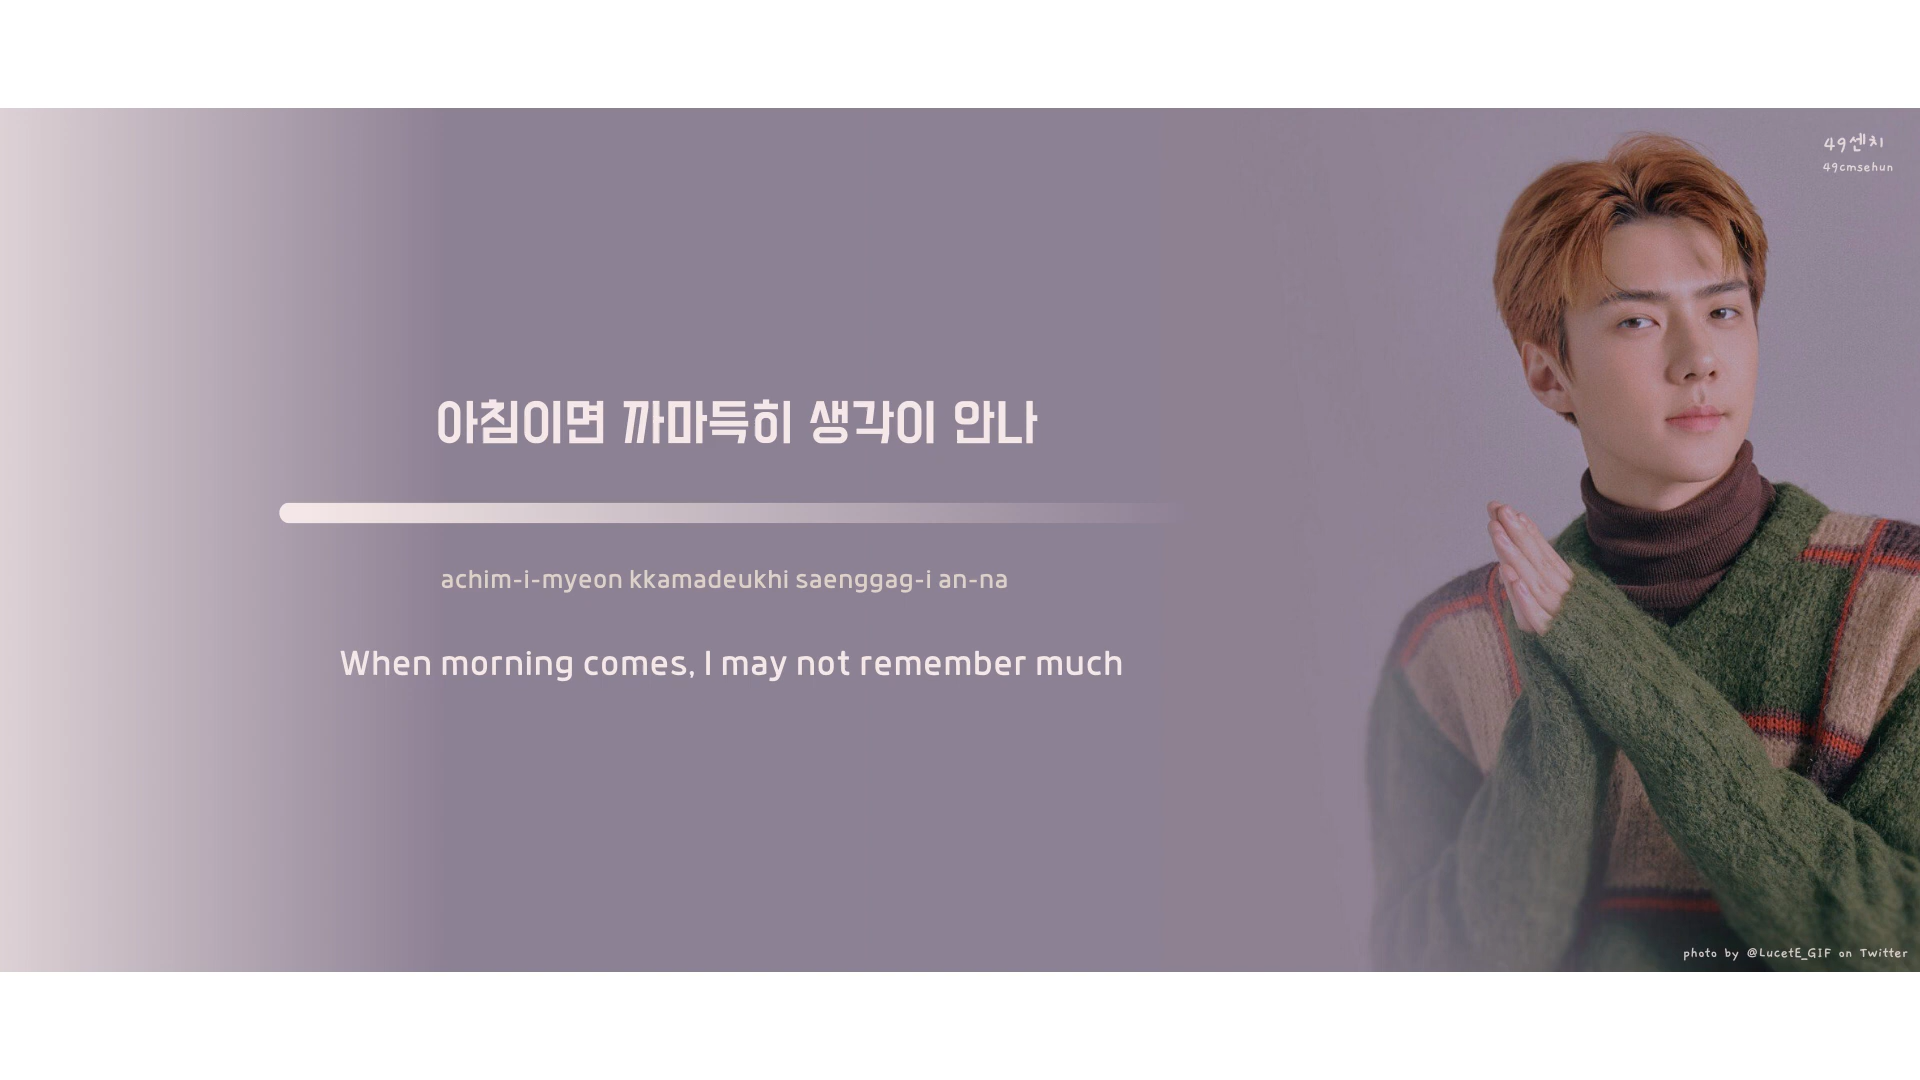 49센치
49cmsehun
아침이면 까마득히 생각이 안나
achim-i-myeon kkamadeukhi saenggag-i an-na
When morning comes, I may not remember much
photo by @LucetE_GIF on Twitter